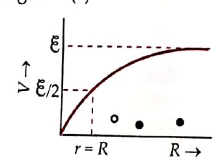 ℰ
V →
ℰ/2
r = R R →